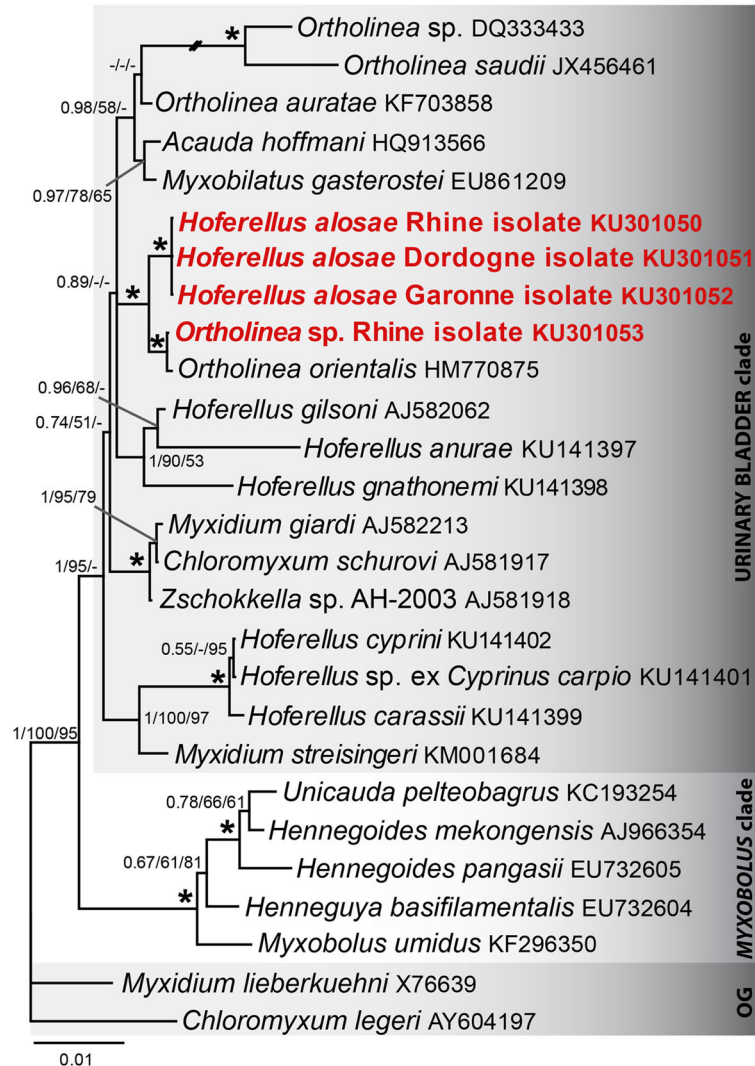 Ortholinea sp. DQ333433
Ortholinea saudii JX456461
-/-/-
Ortholinea auratae KF703858
0.98/58/-
Acauda hoffmani HQ913566
Myxobilatus gasterostei EU861209
0.97/78/65
Hoferellus alosae Rhine isolate KU301050
Hoferellus alosae Dordogne isolate KU301051
Hoferellus alosae Garonne isolate KU301052
0.89/-/-
Ortholinea sp. Rhine isolate KU301053
Ortholinea orientalis HM770875
0.96/68/-
Hoferellus gilsoni AJ582062
0.74/51/-
Hoferellus anurae KU141397
1/90/53
Hoferellus gnathonemi KU141398
1/95/79
Myxidium giardi AJ582213
Chloromyxum schurovi AJ581917
1/95/-
Zschokkella sp. AH-2003 AJ581918
Hoferellus cyprini KU141402
0.55/-/95
Hoferellus sp. ex Cyprinus carpio KU141401
Hoferellus carassii KU141399
1/100/97
1/100/95
Myxidium streisingeri KM001684
URINARY BLADDER clade
Unicauda pelteobagrus KC193254
0.78/66/61
Hennegoides mekongensis AJ966354
0.67/61/81
Hennegoides pangasii EU732605
Henneguya basifilamentalis EU732604
Myxobolus umidus KF296350
MYXOBOLUS clade
Myxidium lieberkuehni X76639
Chloromyxum legeri AY604197
OG
0.01